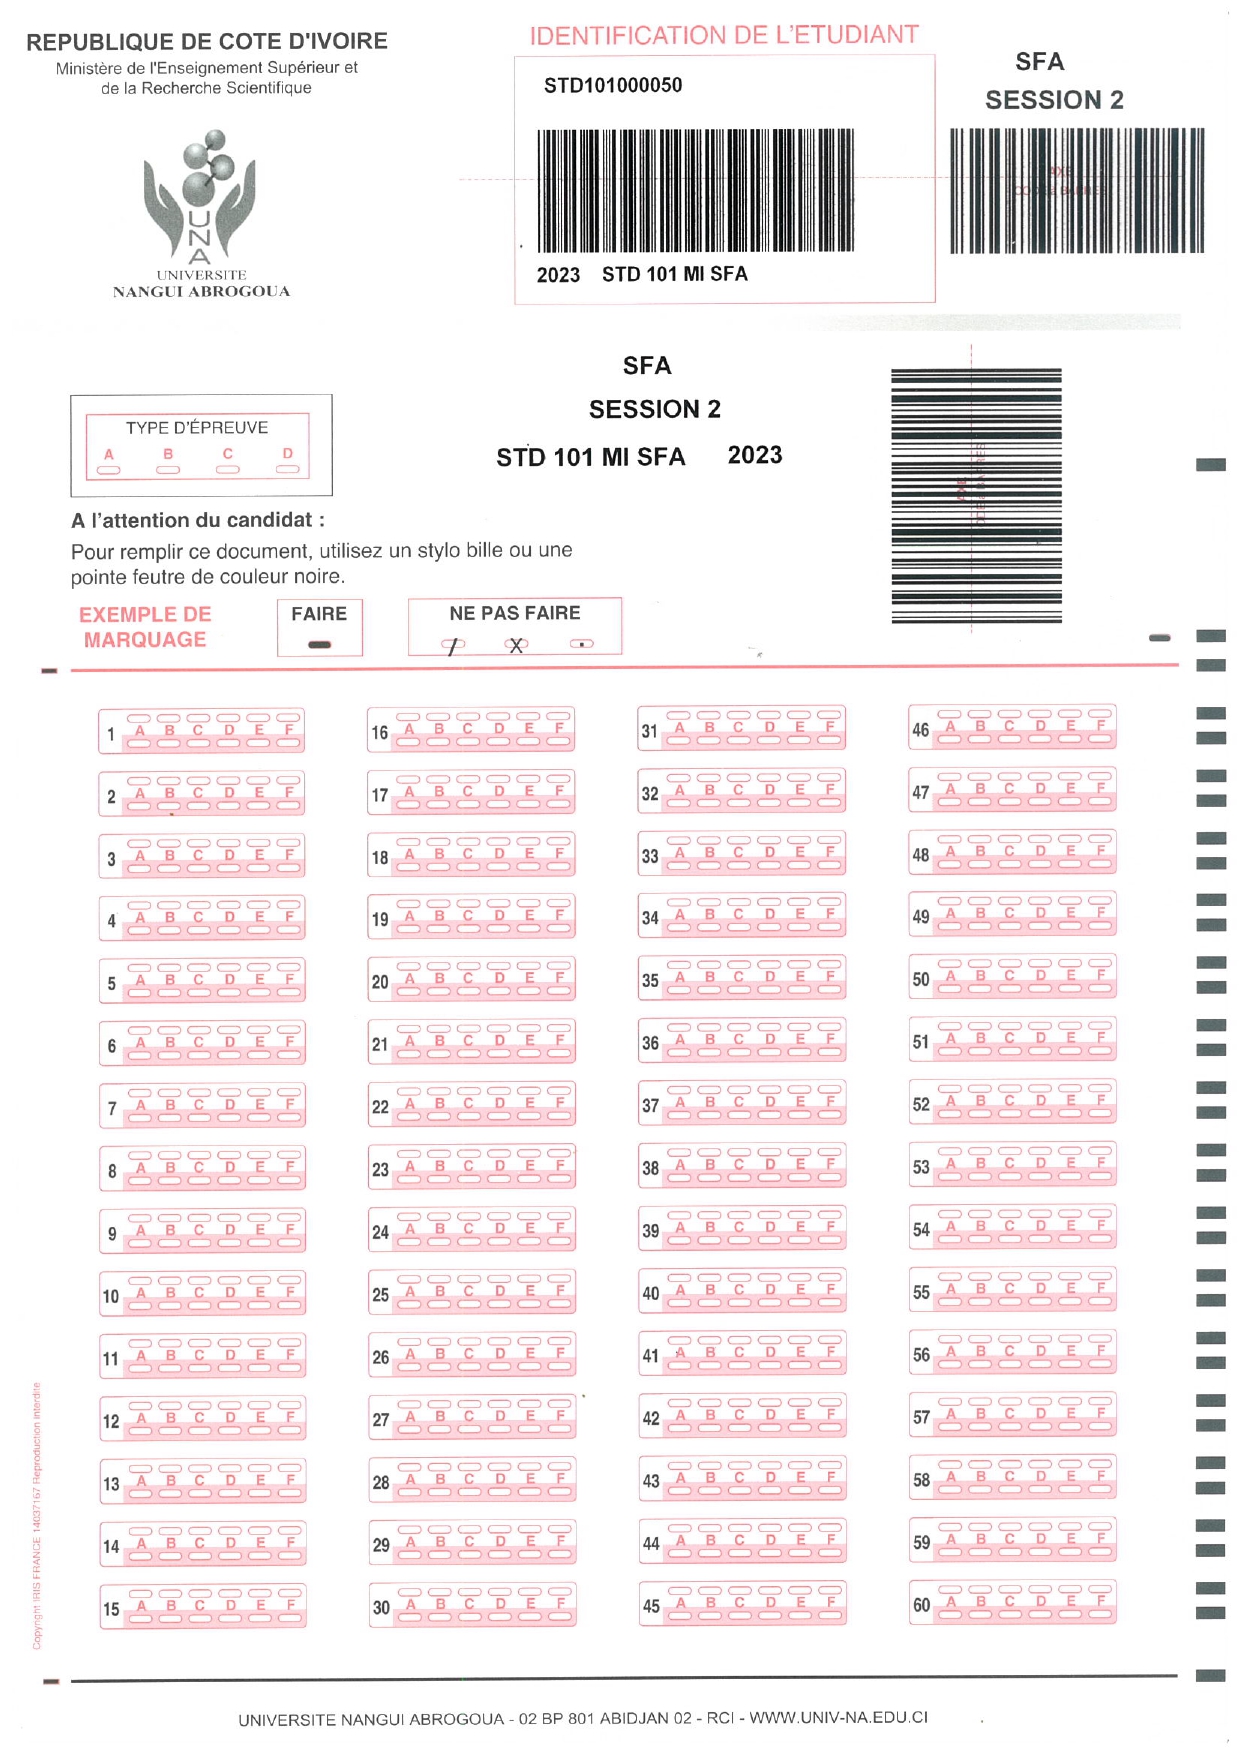 REPUBLIQUE DE COTE D'IVOIRE
Ministère de l'Enseignement Supérieur et
de la Recherche Scientifique
UNA
UNIVERSITE
NANGUI ABROGOUA
IDENTIFICATION DE L'ETUDIANT
STD101000050
2023 STD 101 MI SFA
SFA
SESSION 2
AXE
SFA
SESSION 2
STD 101 MI SFA 2023
AXE
TYPE D'ÉPREUVE
A B C D
A l'attention du candidat :
Pour remplir ce document, utilisez un stylo bille ou une
pointe feutre de couleur noire.
EXEMPLE DE
MARQUAGE
FAIRE
NE PAS FAIRE
1 A B C D E F
2 A B C D E F
3 A B C D E F
4 A B C D E F
5 A B C D E F
6 A B C D E F
7 A B C D E F
8 A B C D E F
9 A B C D E F
10 A B C D E F
11 A B C D E F
12 A B C D E F
13 A B C D E F
14 A B C D E F
15 A B C D E F
16 A B C D E F
17 A B C D E F
18 A B C D E F
19 A B C D E F
20 A B C D E F
21 A B C D E F
22 A B C D E F
23 A B C D E F
24 A B C D E F
25 A B C D E F
26 A B C D E F
27 A B C D E F
28 A B C D E F
29 A B C D E F
30 A B C D E F
31 A B C D E F
32 A B C D E F
33 A B C D E F
34 A B C D E F
35 A B C D E F
36 A B C D E F
37 A B C D E F
38 A B C D E F
39 A B C D E F
40 A B C D E F
41 A B C D E F
42 A B C D E F
43 A B C D E F
44 A B C D E F
45 A B C D E F
46 A B C D E F
47 A B C D E F
48 A B C D E F
49 A B C D E F
50 A B C D E F
51 A B C D E F
52 A B C D E F
53 A B C D E F
54 A B C D E F
55 A B C D E F
56 A B C D E F
57 A B C D E F
58 A B C D E F
59 A B C D E F
60 A B C D E F
Copyright IRIS FRANCE 14037167 Reproduction interdite
UNIVERSITE NANGUI ABROGOUA - 02 BP 801 ABIDJAN 02 - RCI - WWW.UNIV-NA.EDU.CI